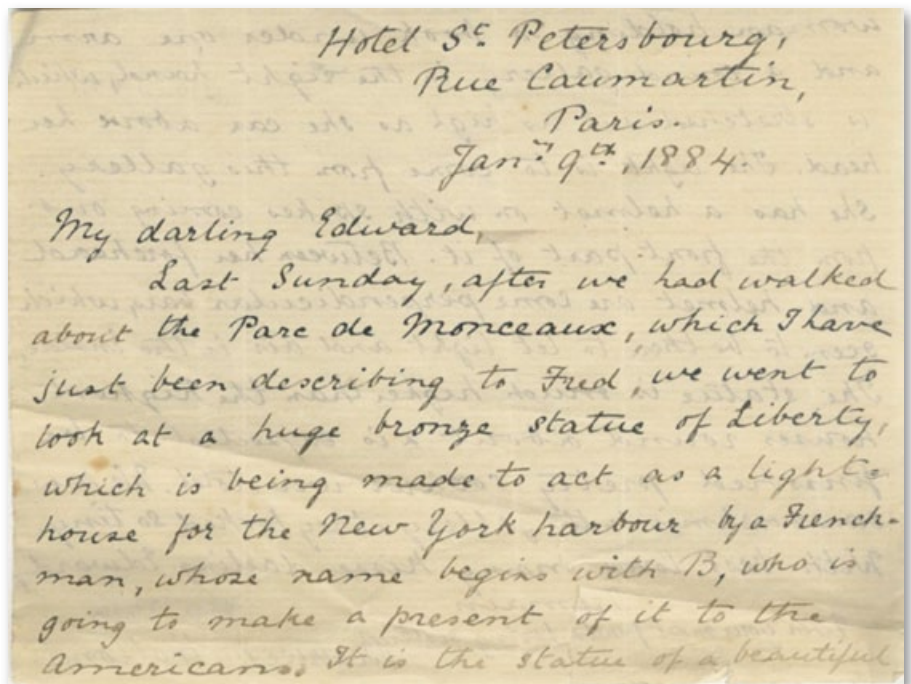 Hotel St. Petersbourg,
Rue Caumartin,
Paris.
Jany. 9th, 1884.
My darling Edward,
Last Sunday, after we had walked
about the Parc de Monceaux, which I have
just been describing to Fred, we went to
look at a huge bronze statue of Liberty,
which is being made to act as a light=
house for the New York harbour by a French-
man, whose name begins with B, who is
going to make a present of it to the
Americans. It is the statue of a beautiful